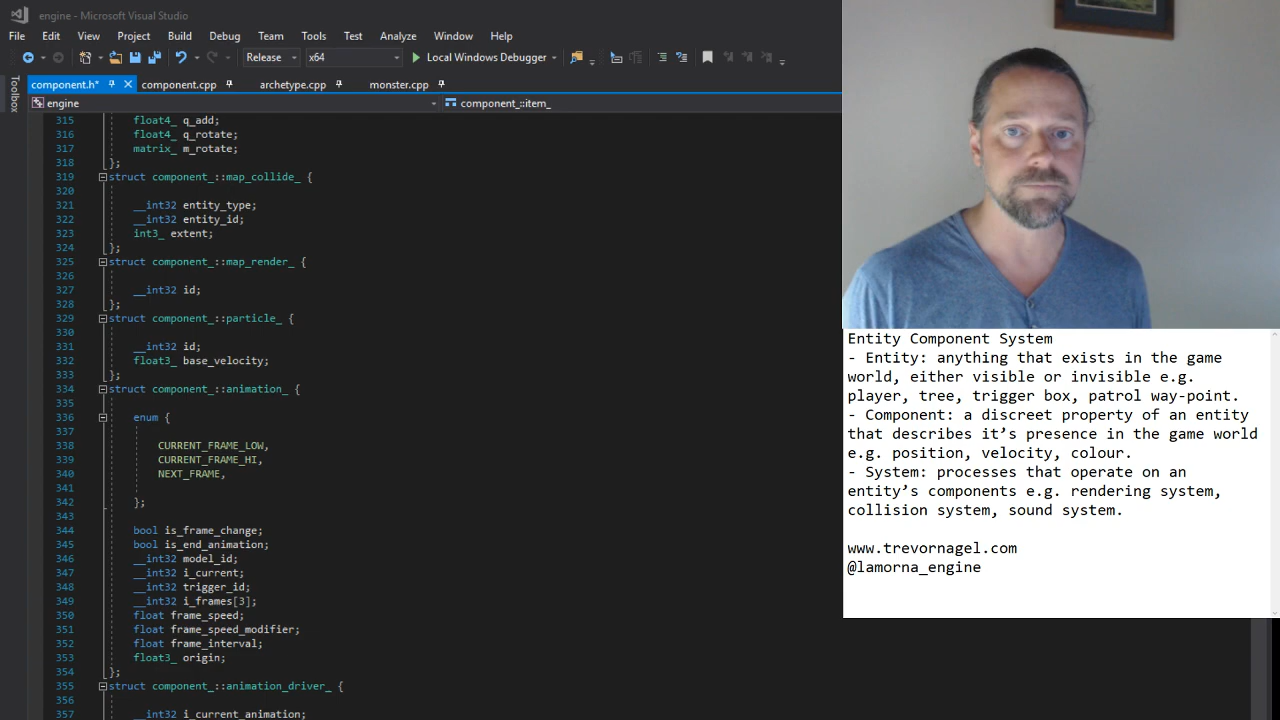 engine - Microsoft Visual Studio
File Edit View Project Build Debug Team Tools Test Analyze Window Help
Release x64 Local Windows Debugger
Toolbox
component.h* component.cpp archetype.cpp monster.cpp
engine component_::item_
315 float4_ q_add;
316 float4_ q_rotate;
317 matrix_ m_rotate;
318 };
319 struct component_::map_collide_ {
320
321 __int32 entity_type;
322 __int32 entity_id;
323 int3_ extent;
324 };
325 struct component_::map_render_ {
326
327 __int32 id;
328 };
329 struct component_::particle_ {
330
331 __int32 id;
332 float3_ base_velocity;
333 };
334 struct component_::animation_ {
335
336 enum {
337
338 CURRENT_FRAME_LOW,
339 CURRENT_FRAME_HI,
340 NEXT_FRAME,
341
342 };
343
344 bool is_frame_change;
345 bool is_end_animation;
346 __int32 model_id;
347 __int32 i_current;
348 __int32 trigger_id;
349 __int32 i_frames[3];
350 float frame_speed;
351 float frame_speed_modifier;
352 float frame_interval;
353 float3_ origin;
354 };
355 struct component_::animation_driver_ {
356
357 __int32 i_current_animation;
Entity Component System
- Entity: anything that exists in the game
world, either visible or invisible e.g.
player, tree, trigger box, patrol way-point.
- Component: a discreet property of an entity
that describes it’s presence in the game world
e.g. position, velocity, colour.
- System: processes that operate on an
entity’s components e.g. rendering system,
collision system, sound system.
www.trevornagel.com
@lamorna_engine